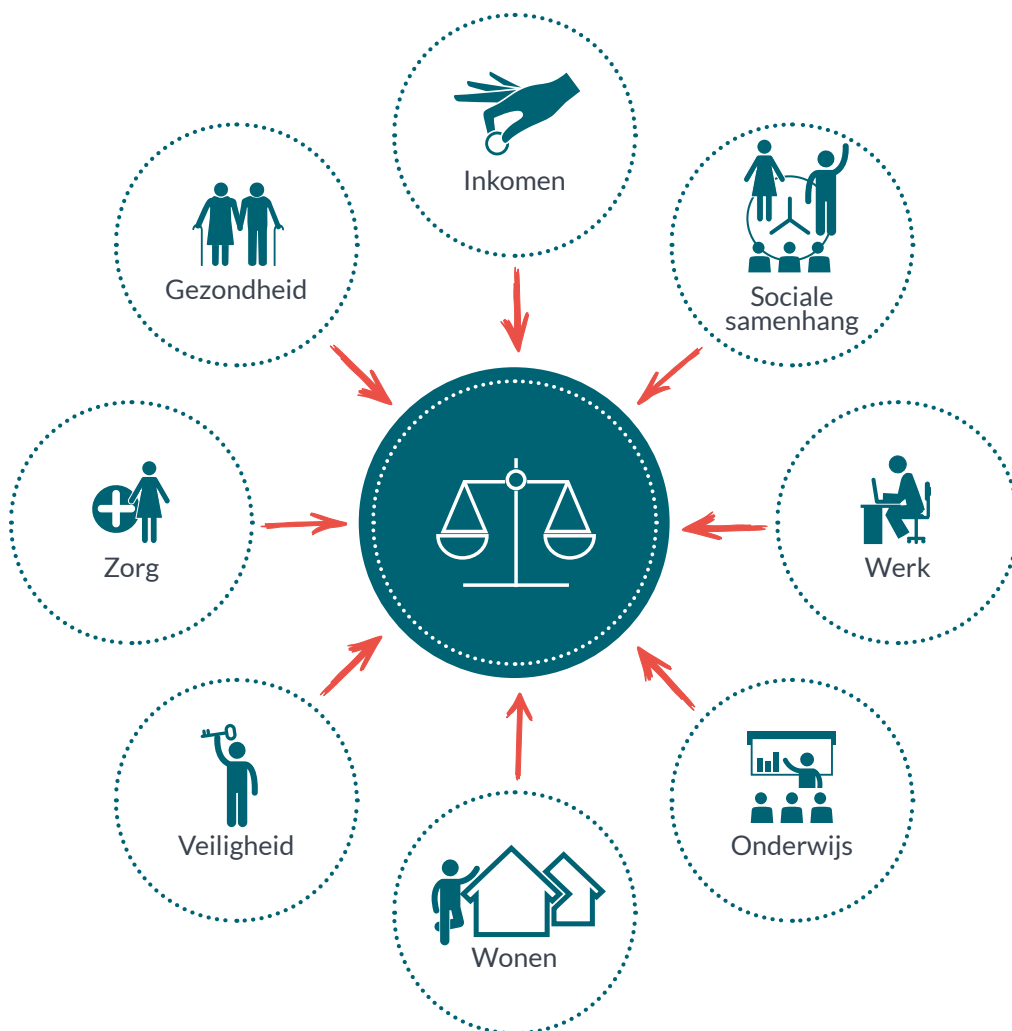 Inkomen
Sociale
samenhang
Gezondheid
Zorg
Werk
Veiligheid
Onderwijs
Wonen